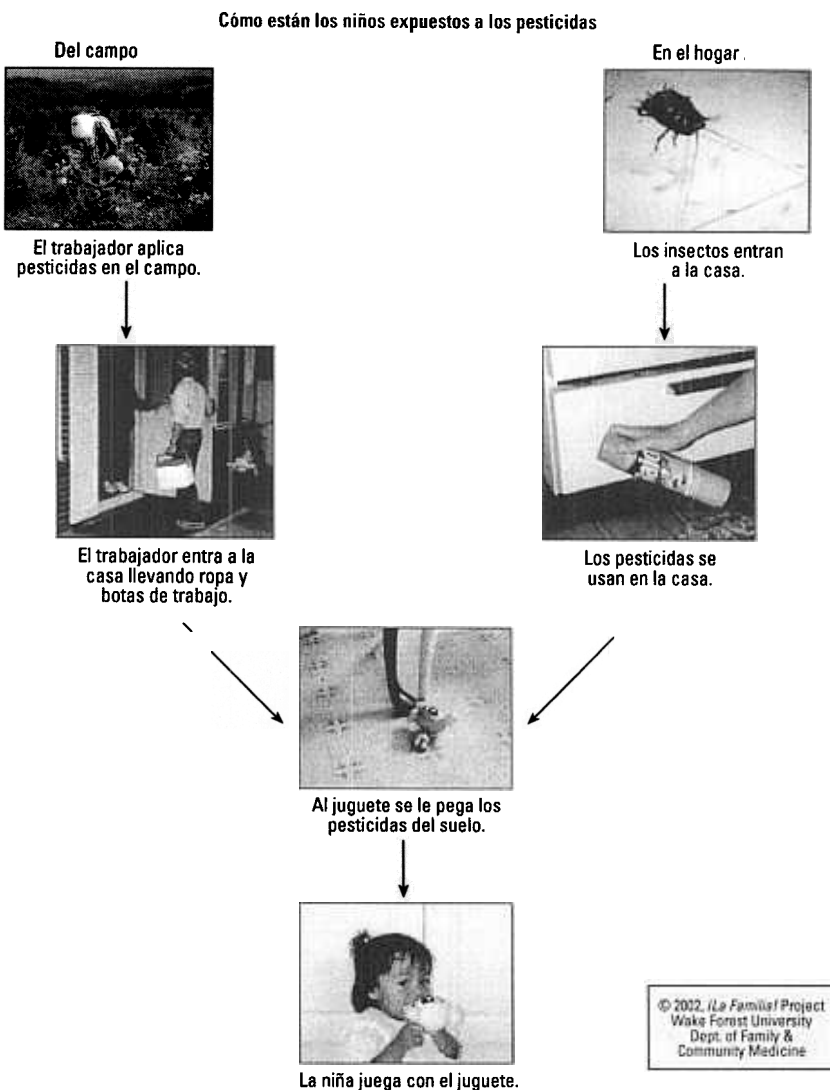 Cómo están los niños expuestos a los pesticidas
Del campo
El trabajador aplica
pesticidas en el campo.
El trabajador entra a la
casa llevando ropa y
botas de trabajo.
En el hogar
Los insectos entran
a la casa.
Los pesticidas se
usan en la casa.
Al juguete se le pega los
pesticidas del suelo.
La niña juega con el juguete.
© 2002, ¡La Familia! Project
Wake Forest University
Dept. of Family &
Community Medicine